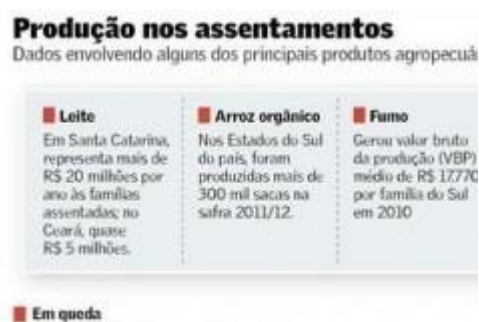 Produção nos assentamentos
Dados envolvendo alguns dos principais produtos agropecuá
Leite
Em Santa Catarina,
representa mais de
R$ 20 milhões por
ano às famílias
assentadas; no
Ceará, quase
R$ 5 milhões.
Arroz orgânico
Nos Estados do Sul
do país, foram
produzidas mais de
300 mil sacas na
safra 2011/12.
Fumo
Gerou valor bruto
da produção (VBP)
médio de R$ 17.770
por família do Sul
em 2010
Em queda